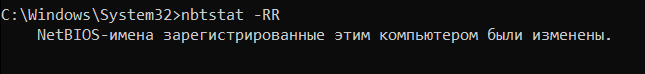 C:\Windows\System32>nbtstat -RR
NetBIOS-имена зарегистрированные этим компьютером были изменены.